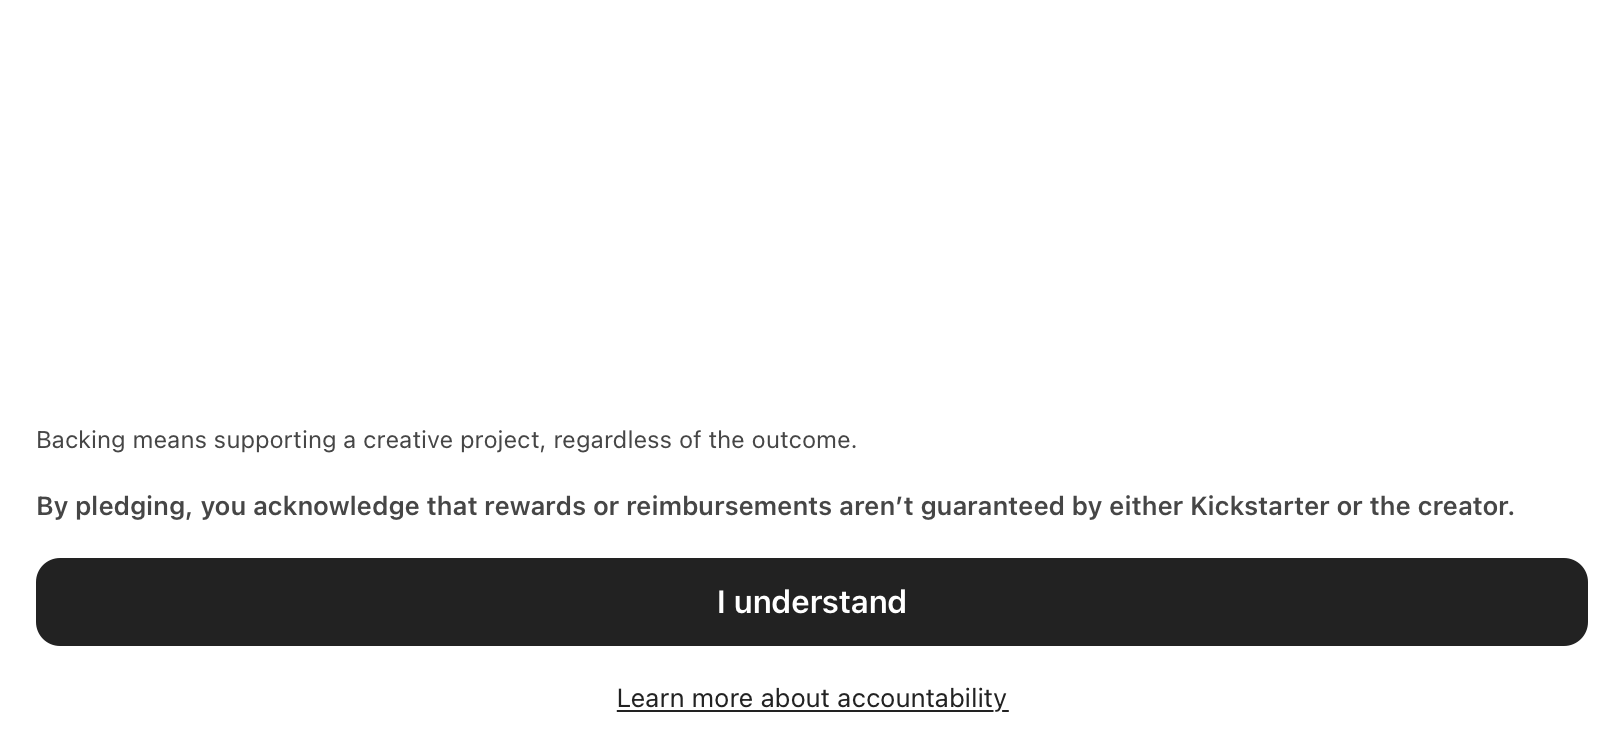 Backing means supporting a creative project, regardless of the outcome.
By pledging, you acknowledge that rewards or reimbursements aren’t guaranteed by either Kickstarter or the creator.
I understand
Learn more about accountability